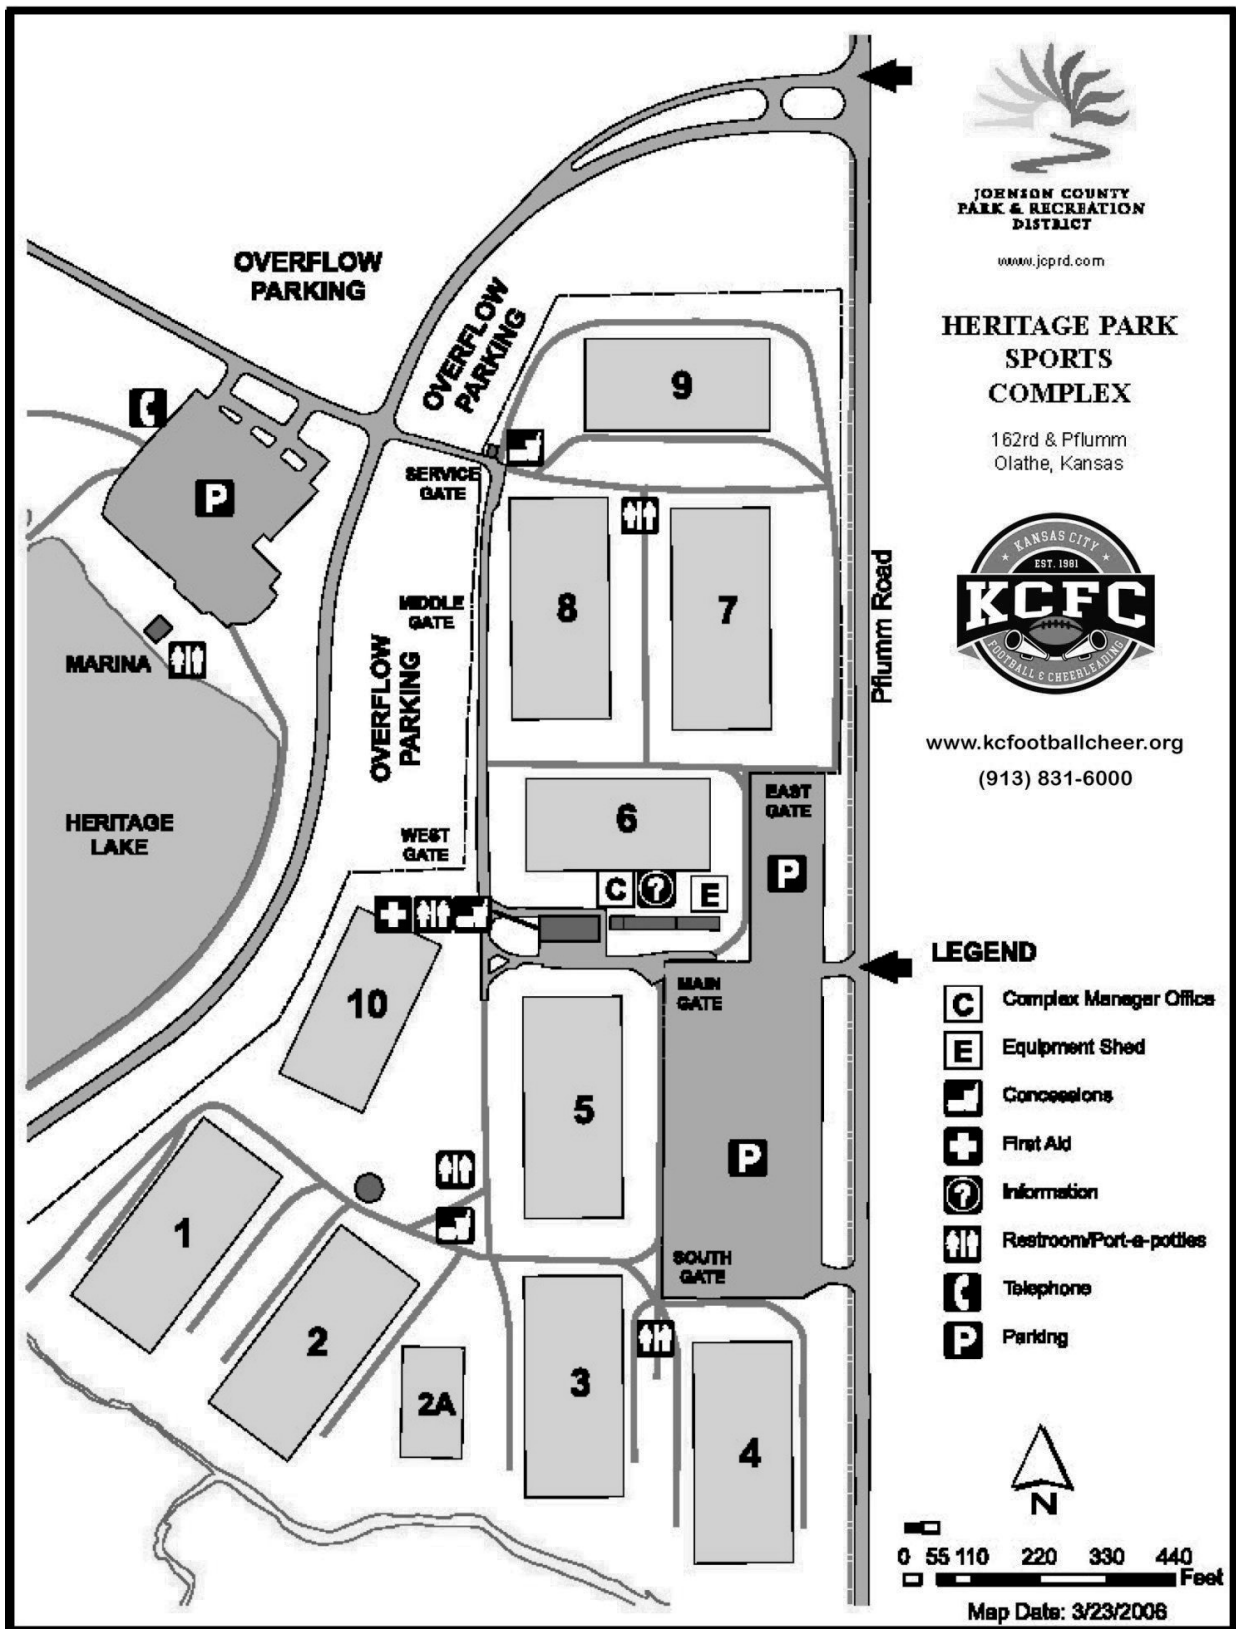 JOHNSON COUNTY
PARK & RECREATION
DISTRICT
www.jcprd.com
HERITAGE PARK
SPORTS
COMPLEX
162rd & Pflumm
Olathe, Kansas
KANSAS CITY
EST. 1981
KCFC
FOOTBALL & CHEERLEADING
www.kcfootballcheer.org
(913) 831-6000
OVERFLOW
PARKING
OVERFLOW
PARKING
9
SERVICE
GATE
P
8
7
MIDDLE
GATE
OVERFLOW
PARKING
Pflumm Road
MARINA
HERITAGE
LAKE
6
EAST
GATE
WEST
GATE
P
C
?
E
10
MAIN
GATE
5
P
1
SOUTH
GATE
2
2A
3
4
LEGEND
C Complex Manager Office
E Equipment Shed
Concessions
First Aid
? Information
Restroom/Port-a-potties
Telephone
P Parking
N
0 55 110 220 330 440
Feet
Map Date: 3/23/2006